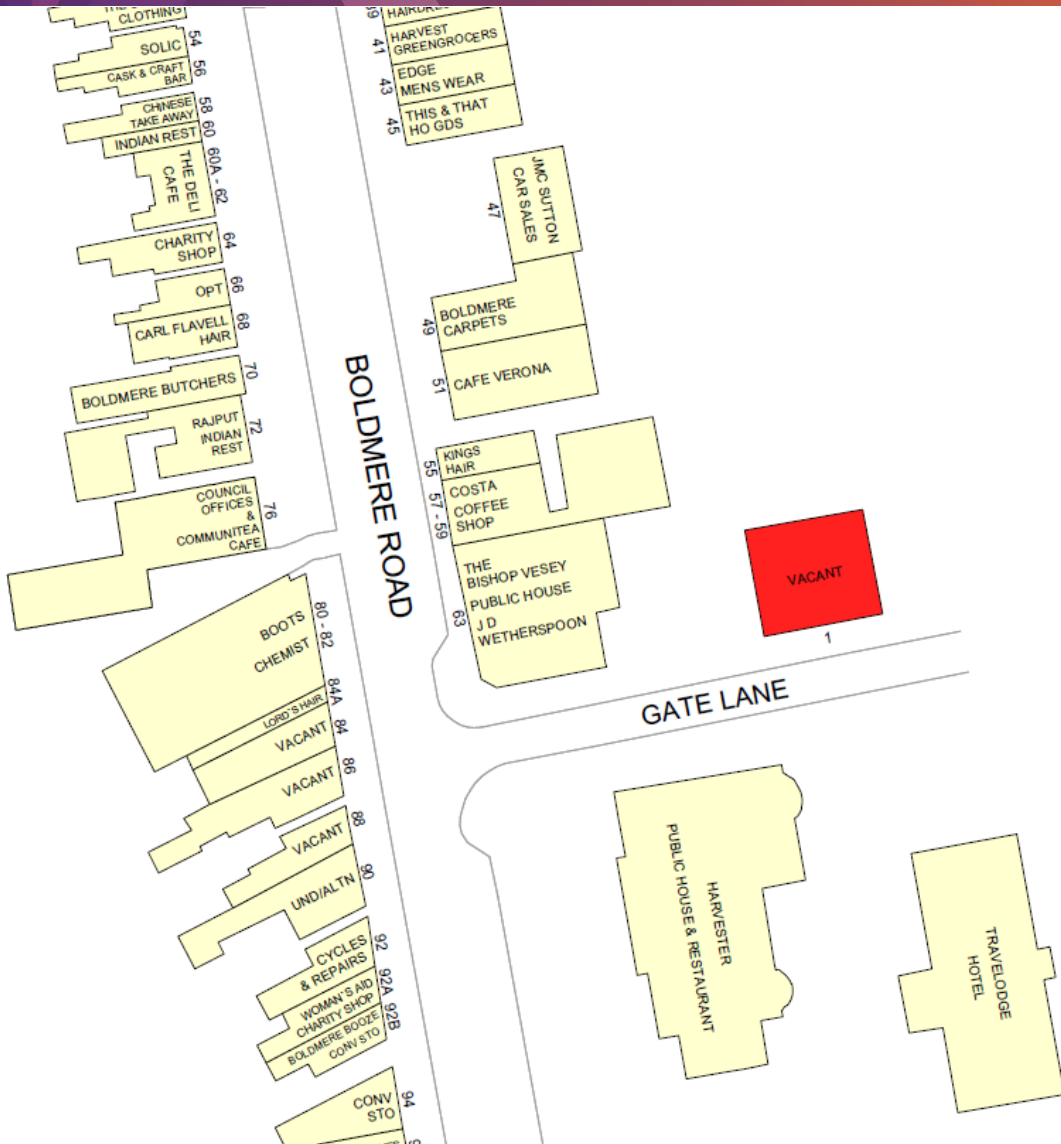 CLOTHING
54
SOLIC
56
CASK & CRAFT
BAR
58
CHINESE
TAKE AWAY
60
INDIAN REST
60A - 62
THE DELI
CAFE
64
CHARITY
SHOP
66
OPT
68
CARL FLAVELL
HAIR
70
BOLDMERE BUTCHERS
72
RAJPUT
INDIAN
REST
76
COUNCIL
OFFICES
&
COMMUNITEA
CAFE
80 - 82
BOOTS
CHEMIST
84A
LORD'S HAIR
84
VACANT
86
VACANT
88
VACANT
90
UND/ALTN
92
CYCLES
& REPAIRS
92A
WOMAN'S AID
CHARITY SHOP
92B
BOLDMERE BOOZE
CONV STO
94
CONV
STO
BOLDMERE ROAD
41
HARVEST
GREENGROCERS
43
EDGE
MENS WEAR
45
THIS & THAT
HO GDS
47
JMC SUTTON
CAR SALES
49
BOLDMERE
CARPETS
51
CAFE VERONA
55
KINGS
HAIR
57 - 59
COSTA
COFFEE
SHOP
63
THE
BISHOP VESEY
PUBLIC HOUSE
J D
WETHERSPOON
VACANT
1
GATE LANE
HARVESTER
PUBLIC HOUSE & RESTAURANT
TRAVELODGE
HOTEL